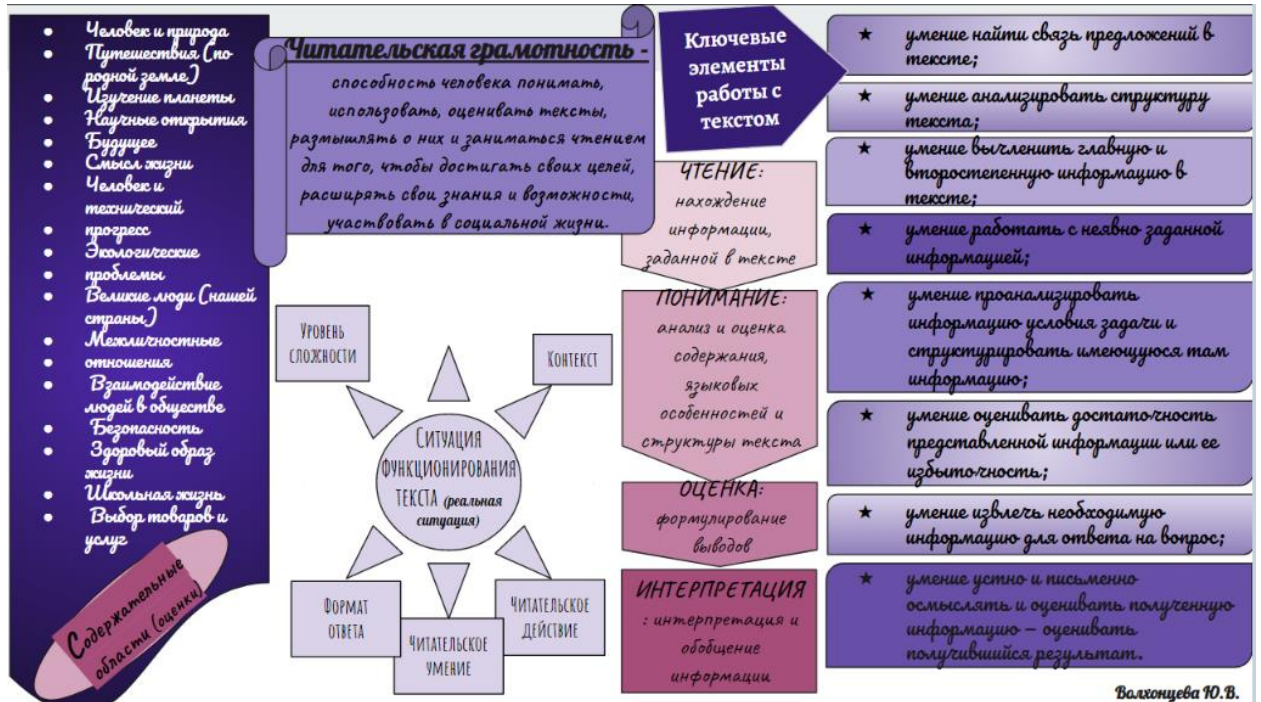 Человек и природа
Путешествия (по
родной земле)
Изучение планеты
Научные открытия
Будущее
Смысл жизни
Человек и
технический
прогресс
Экологические
проблемы
Великие люди (нашей
страны)
Межличностные
отношения
Взаимодействие
людей в обществе
Безопасность
Здоровый образ
жизни
Школьная жизнь
Выбор товаров и
услуг
Содержательные
области (оценки)
Читательская грамотность -
способность человека понимать,
использовать, оценивать тексты,
размышлять о них и заниматься чтением
для того, чтобы достигать своих целей,
расширять свои знания и возможности,
участвовать в социальной жизни.
Уровень
сложности
Контекст
Ситуация
функционирования
текста (реальная
ситуация)
Формат
ответа
Читательское
умение
Читательское
действие
Ключевые
элементы
работы с
текстом
ЧТЕНИЕ:
нахождение
информации,
заданной в тексте
ПОНИМАНИЕ:
анализ и оценка
содержания,
языковых
особенностей и
структуры текста
ОЦЕНКА:
формулирование
выводов
ИНТЕРПРЕТАЦИЯ
: интерпретация и
обобщение
информации
★ умение найти связь предложений в
тексте;
★ умение анализировать структуру
текста;
★ умение вычленить главную и
второстепенную информацию в
тексте;
★ умение работать с неявно заданной
информацией;
★ умение проанализировать
информацию условия задачи и
структурировать имеющуюся там
информацию;
★ умение оценивать достаточность
представленной информации или ее
избыточность;
★ умение извлечь необходимую
информацию для ответа на вопрос;
★ умение устно и письменно
осмыслять и оценивать полученную
информацию – оценивать
получившийся результат.
Волхонцева Ю.В.